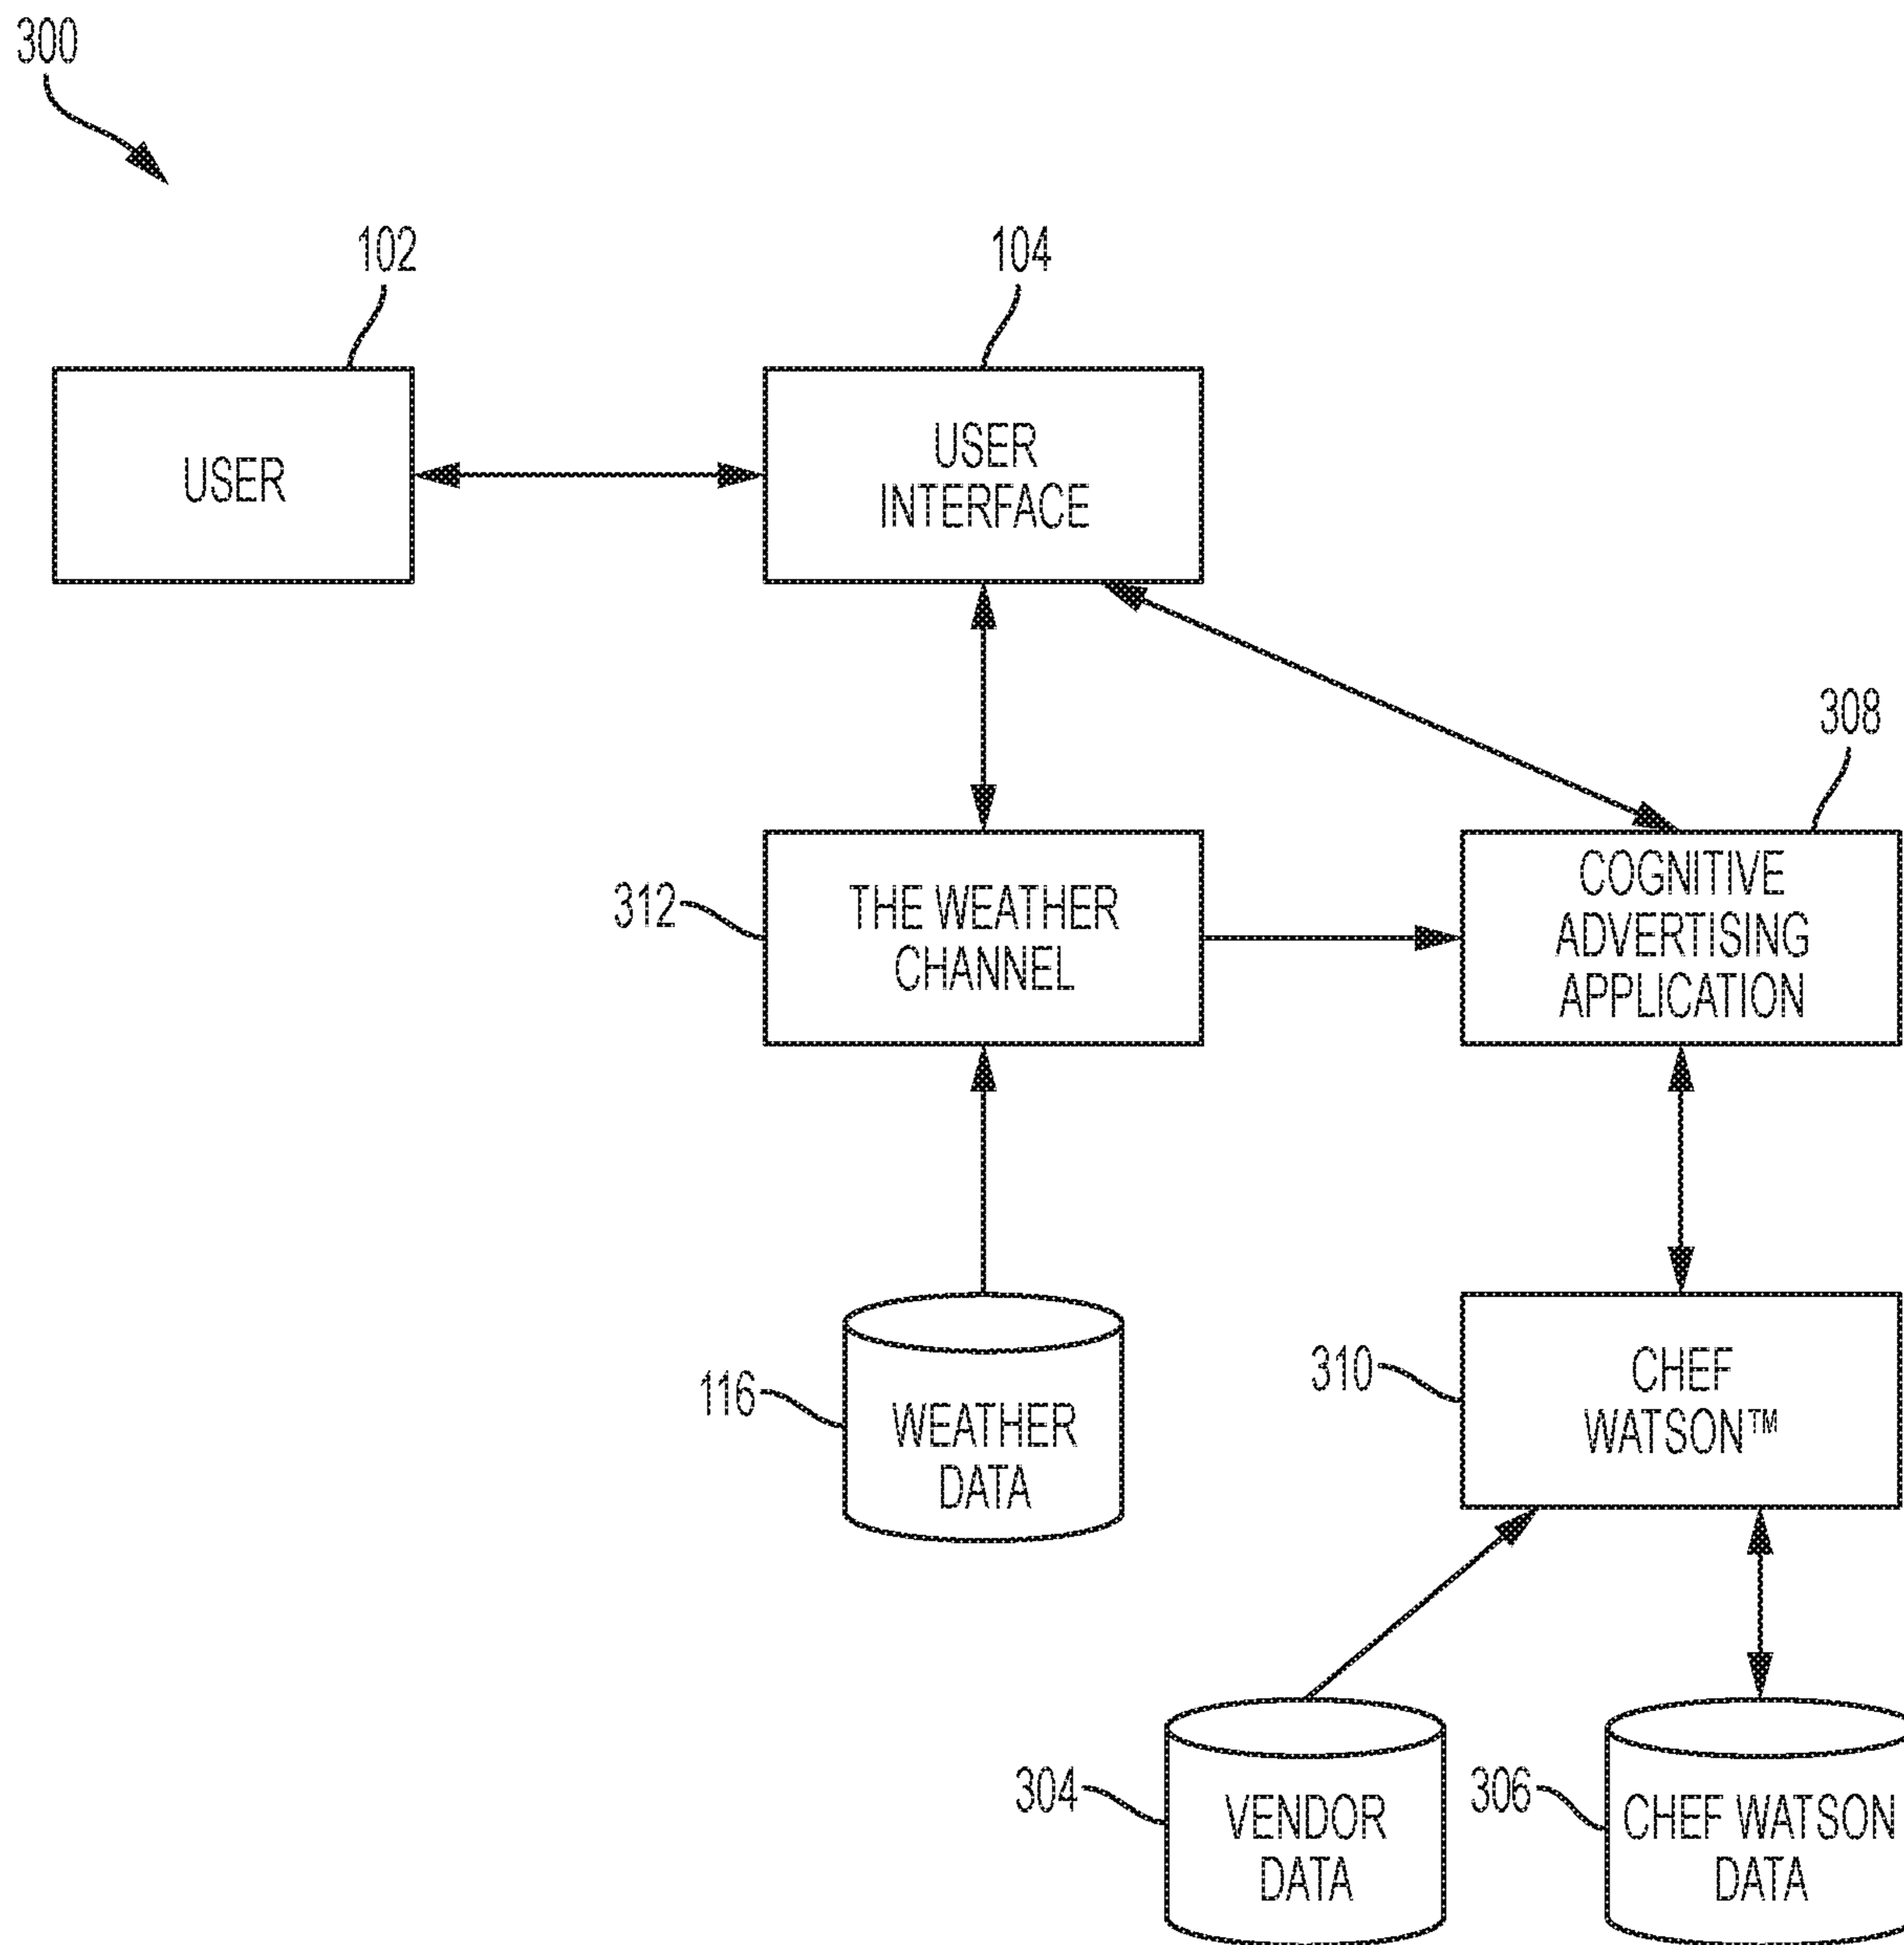 300
102
104
USER
USER
INTERFACE
308
312
THE WEATHER
CHANNEL
COGNITIVE
ADVERTISING
APPLICATION
116
WEATHER
DATA
310
CHEF
WATSON™
304
VENDOR
DATA
306
CHEF WATSON
DATA